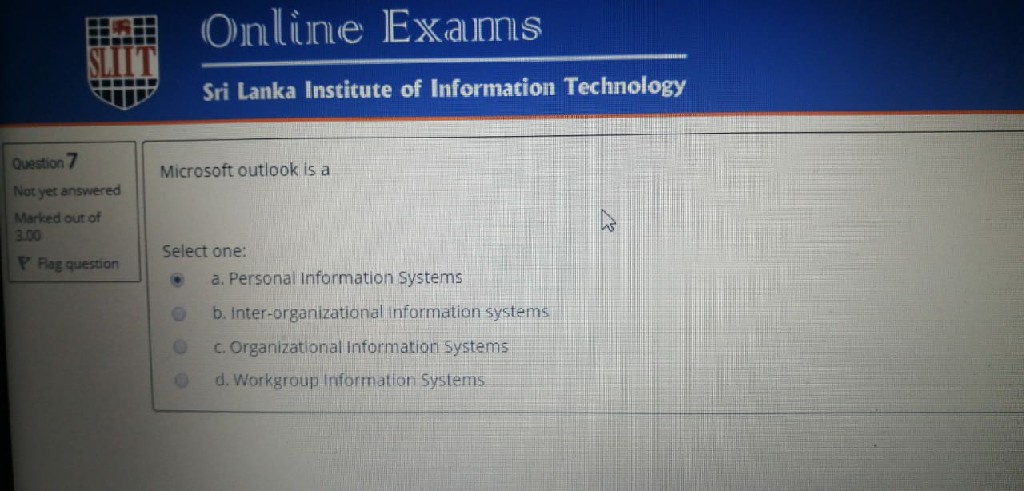 SLIIT
Online Exams
Sri Lanka Institute of Information Technology
Question 7
Not yet answered
Marked out of
3.00
Flag question
Microsoft outlook is a
Select one:
a. Personal Information Systems
b. Inter-organizational information systems
c. Organizational Information Systems
d. Workgroup Information Systems